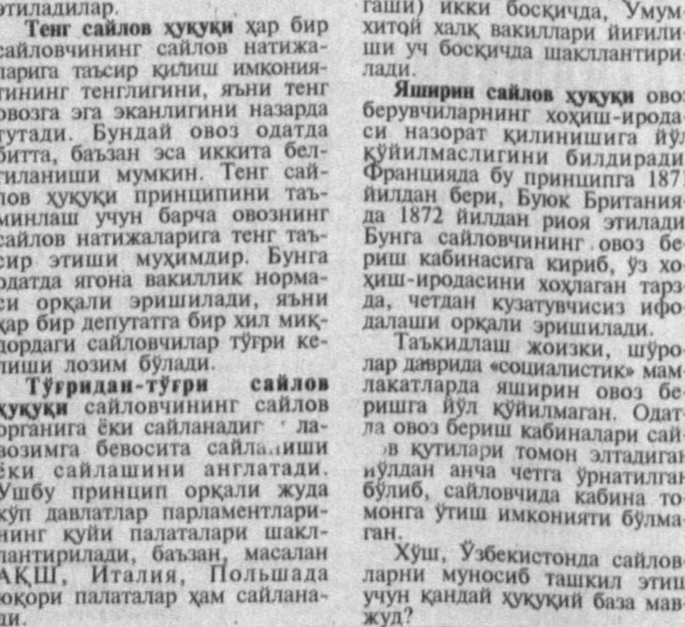 этиладилар.
Тенг сайлов ҳуқуқи ҳар бир
сайловчининг сайлов натижа-
ларига таъсир қилиш имкония-
тининг тенглигини, яъни тенг
овозга эга эканлигини назарда
тутади. Бундай овоз одатда
битта, баъзан эса иккита бел-
гиланиши мумкин. Тенг сай-
лов ҳуқуқи принципини таъ-
минлаш учун барча овознинг
сайлов натижаларига тенг таъ-
сир этиши муҳимдир. Бунга
одатда ягона вакиллик норма-
си орқали эришилади, яъни
ҳар бир депутатга бир хил миқ-
дордаги сайловчилар тўғри ке-
лиши лозим бўлади.
Тўғридан-тўғри сайлов
ҳуқуқи сайловчининг сайлов
органига ёки сайланадиг ла-
возимга бевосита сайланиши
ёки сайлашини англатади.
Ушбу принцип орқали жуда
кўп давлатлар парламентлари-
нинг қуйи палаталари шакл-
лантирилади, баъзан, масалан
АҚШ, Италия, Польшада
юқори палаталар ҳам сайлана-
ди.
гаши) икки босқичда, Умум-
хитой халқ вакиллари йиғили-
ши уч босқичда шакллантири-
лади.
Яширин сайлов ҳуқуқи овоз
берувчиларнинг хоҳиш-ирода-
си назорат қилинишига йўл
қўйилмаслигини билдиради.
Францияда бу принципга 1871
йилдан бери, Буюк Британия-
да 1872 йилдан риоя этилади.
Бунга сайловчининг овоз бе-
риш кабинасига кириб, ўз хо-
ҳиш-иродасини хоҳлаган тарз-
да, четдан кузатувчисиз ифо-
далаши орқали эришилади.
Таъкидлаш жоизки, шўро-
лар даврида «социалистик» мам-
лакатларда яширин овоз бе-
ришга йўл қўйилмаган. Одат-
да овоз бериш кабиналари сай-
ов қутилари томон элтадиган
йўлдан анча четга ўрнатилган
бўлиб, сайловчида кабина то-
монга ўтиш имконияти бўлма-
ган.
Хўш, Ўзбекистонда сайлов-
ларни муносиб ташкил этиш
учун қандай ҳуқуқий база мав-
жуд?